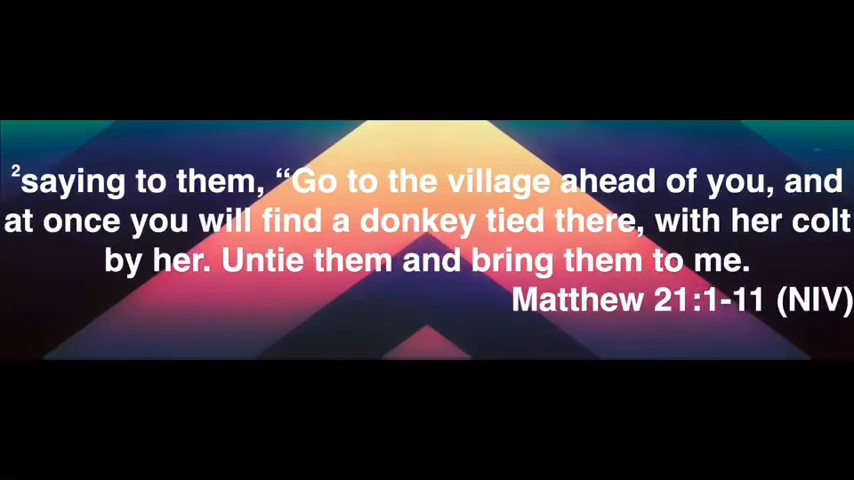 ²saying to them, “Go to the village ahead of you, and
at once you will find a donkey tied there, with her colt
by her. Untie them and bring them to me.
Matthew 21:1-11 (NIV)